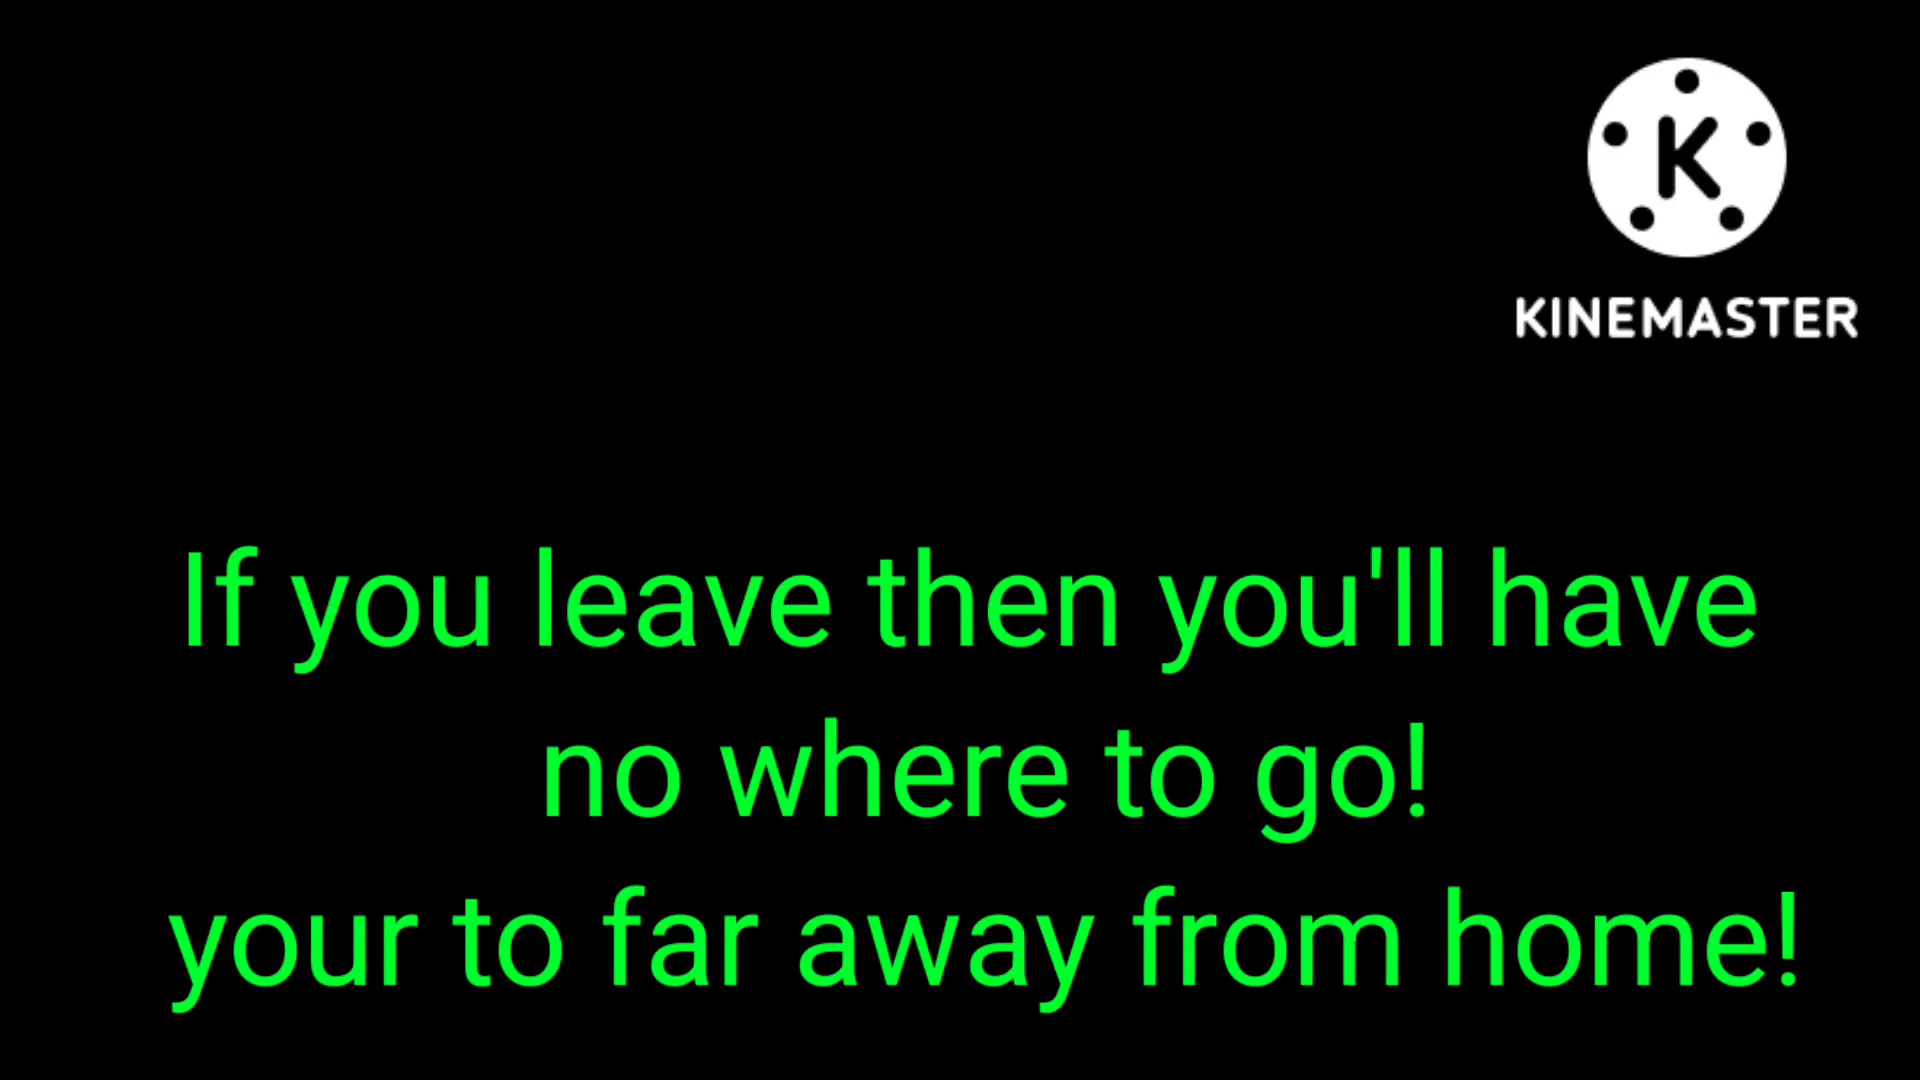 K
KINEMASTER
If you leave then you'll have
no where to go!
your to far away from home!